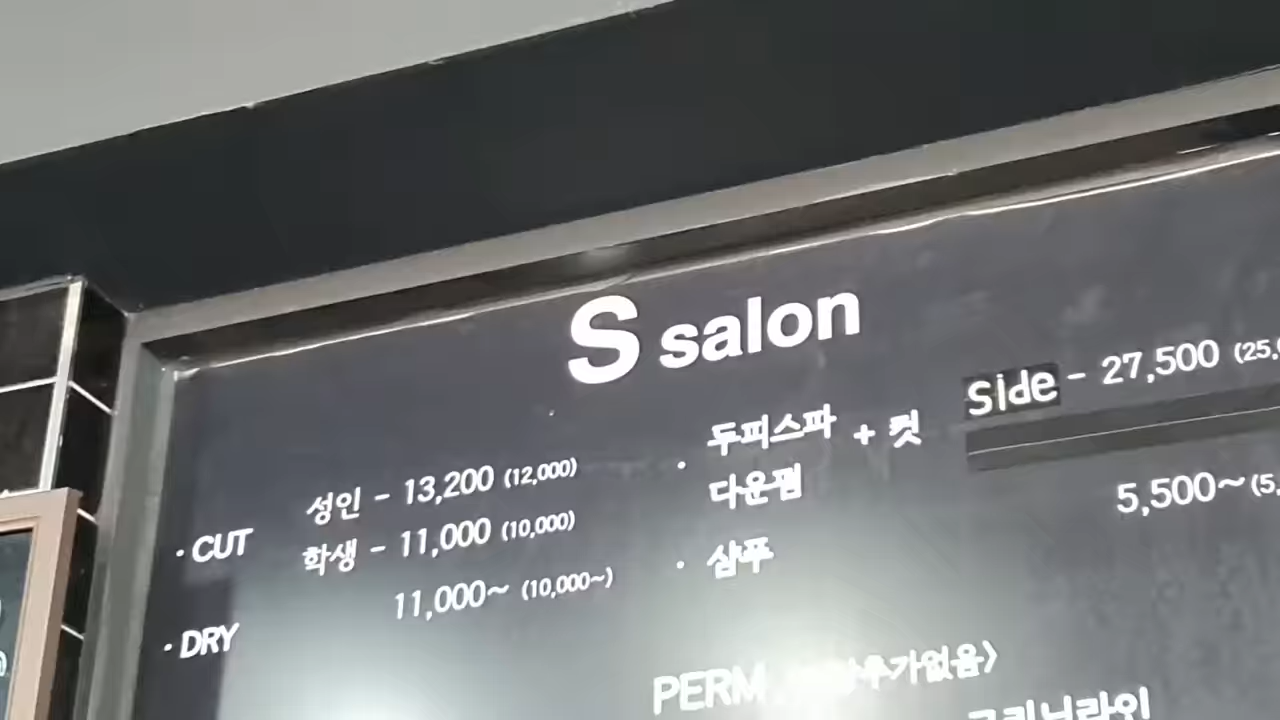 S salon
· CUT
성인 - 13,200 (12,000)
학생 - 11,000 (10,000)
· DRY
11,000~ (10,000~)
· 두피스파 + 컷
다운펌
Side - 27,500
· 샴푸
5,500~
PERM